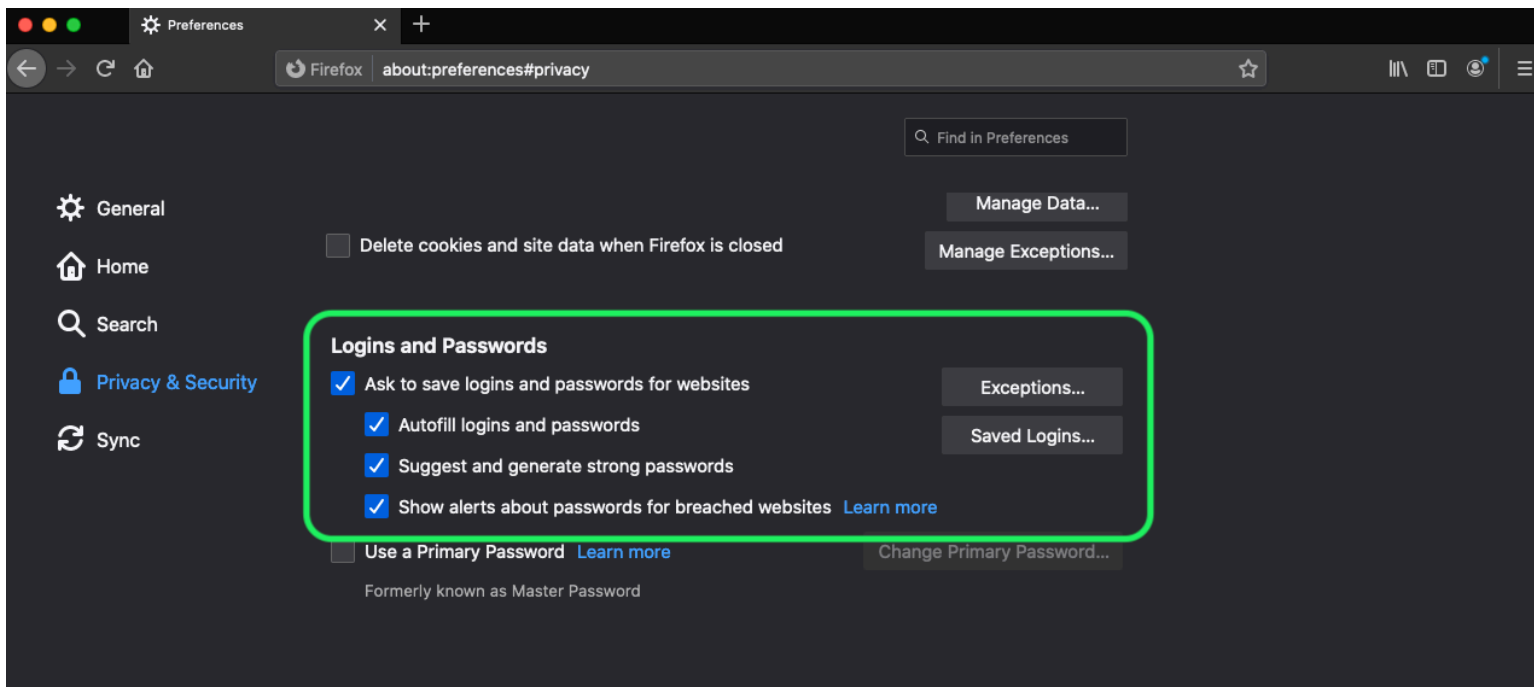 Preferences
Firefox about:preferences#privacy
Find in Preferences
General
Home
Search
Privacy & Security
Sync
Manage Data...
Delete cookies and site data when Firefox is closed
Manage Exceptions...
Logins and Passwords
Ask to save logins and passwords for websites
Exceptions...
Autofill logins and passwords
Saved Logins...
Suggest and generate strong passwords
Show alerts about passwords for breached websites Learn more
Use a Primary Password Learn more
Change Primary Password...
Formerly known as Master Password